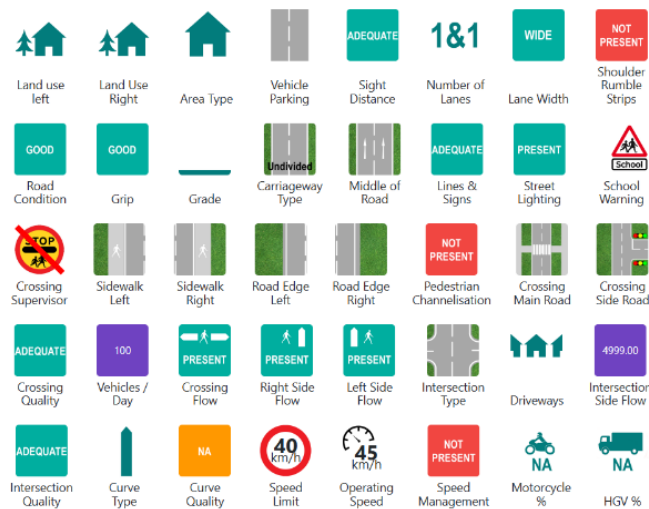 ADEQUATE
1&1
WIDE
NOT
PRESENT
Land use
left
Land Use
Right
Area Type
Vehicle
Parking
Sight
Distance
Number of
Lanes
Lane Width
Shoulder
Rumble
Strips
GOOD
GOOD
Undivided
ADEQUATE
PRESENT
School
Road
Condition
Grip
Grade
Carriageway
Type
Middle of
Road
Lines &
Signs
Street
Lighting
School
Warning
STOP
NOT
PRESENT
Crossing
Supervisor
Sidewalk
Left
Sidewalk
Right
Road Edge
Left
Road Edge
Right
Pedestrian
Channelisation
Crossing
Main Road
Crossing
Side Road
ADEQUATE
100
PRESENT
PRESENT
PRESENT
4999.00
Crossing
Quality
Vehicles /
Day
Crossing
Flow
Right Side
Flow
Left Side
Flow
Intersection
Type
Driveways
Intersection
Side Flow
ADEQUATE
NA
40
km/h
45
km/h
NOT
PRESENT
NA
NA
Intersection
Quality
Curve
Type
Curve
Quality
Speed
Limit
Operating
Speed
Speed
Management
Motorcycle
%
HGV %